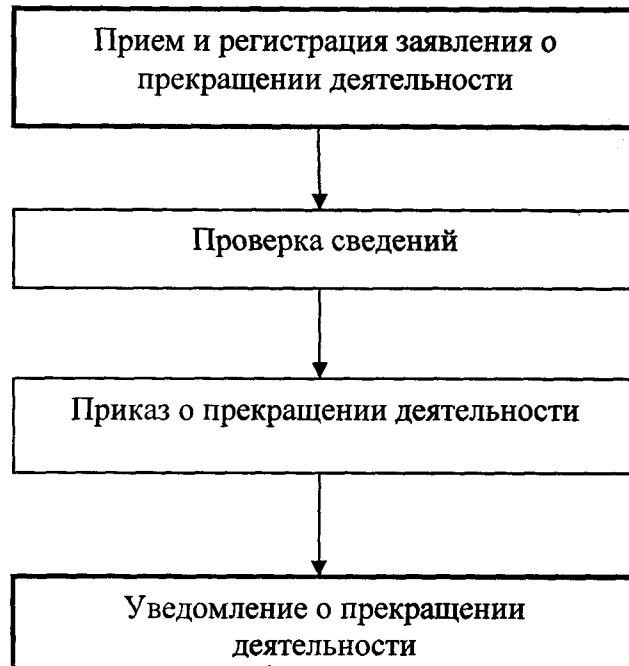 Прием и регистрация заявления о
прекращении деятельности
Проверка сведений
Приказ о прекращении деятельности
Уведомление о прекращении
деятельности